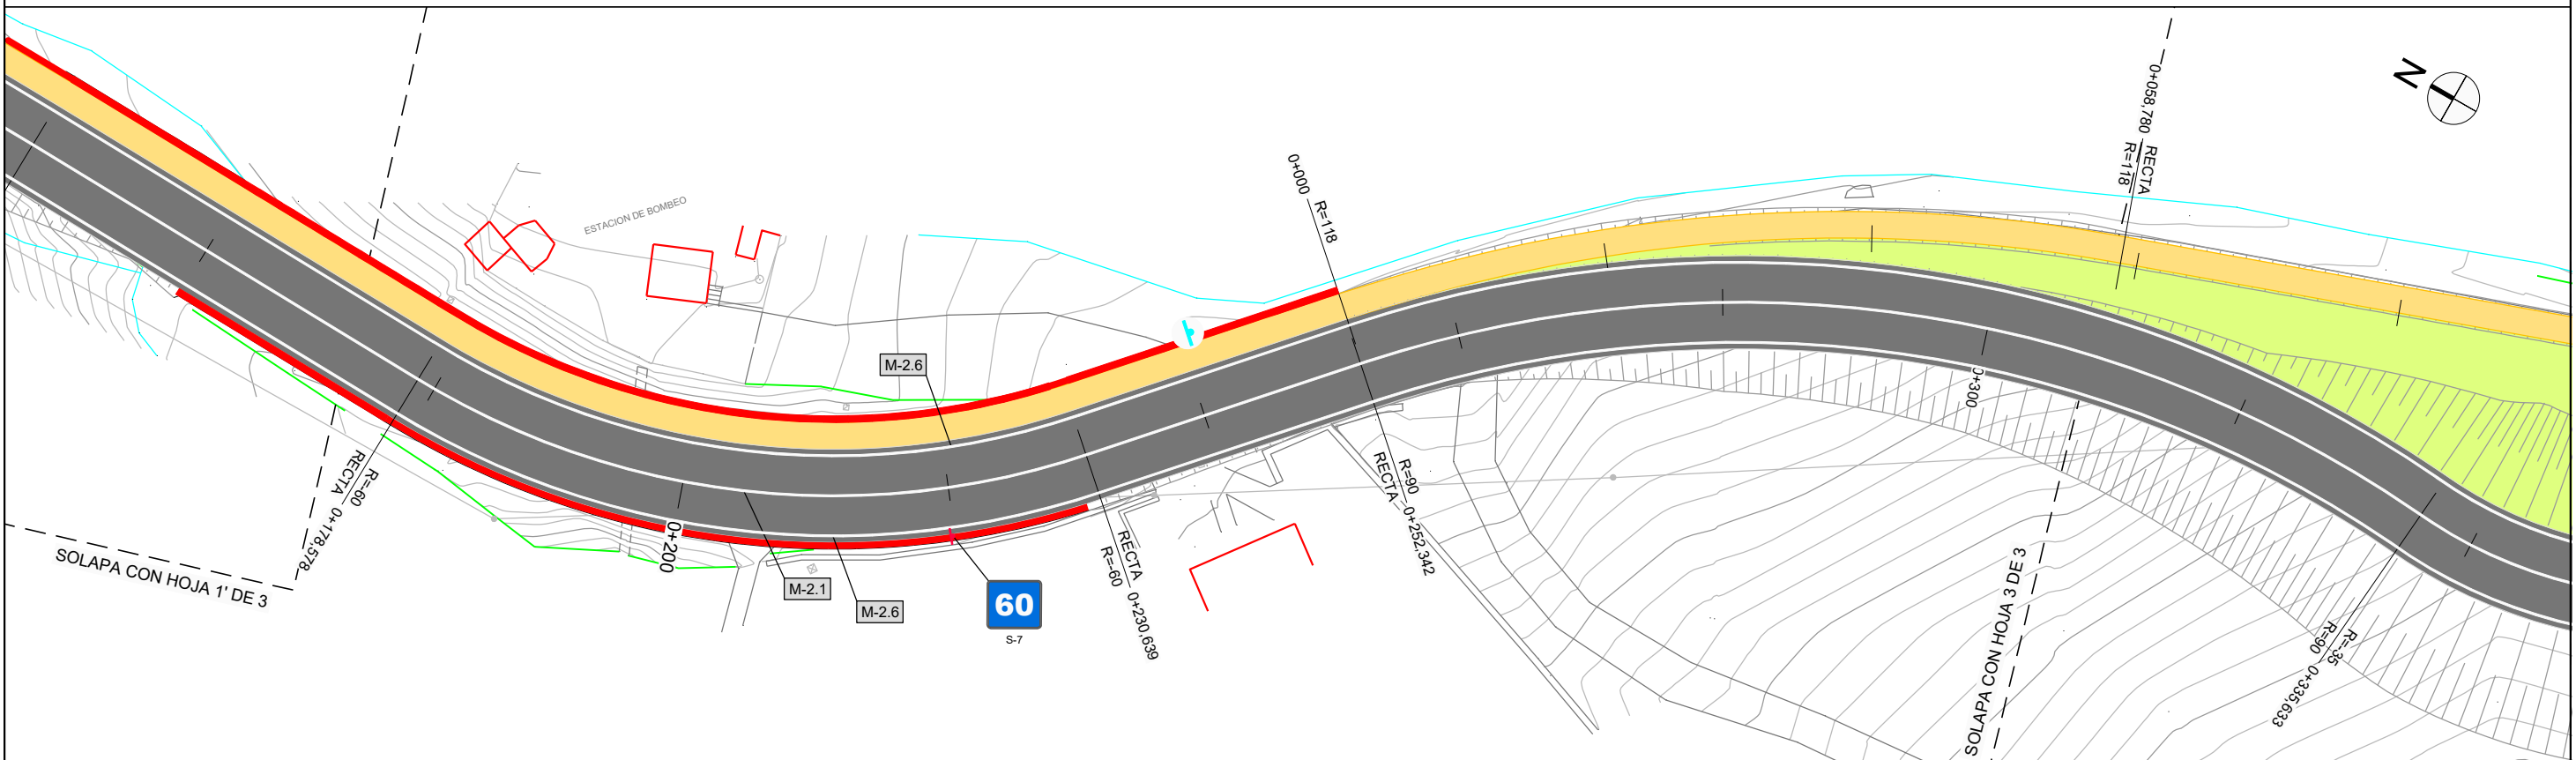 N
0+058,780 RECTA
R=118
0+000 R=118
ESTACION DE BOMBEO
M-2.6
R=-60
RECTA 0+178,578
SOLAPA CON HOJA 1' DE 3
0+200
M-2.1
M-2.6
60
S-7
RECTA 0+230,639
R=-60
R=90
RECTA 0+252,342
0+300
SOLAPA CON HOJA 3 DE 3
R=-35
R=90 0+335,633